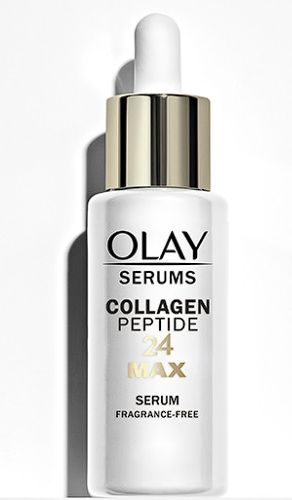 OLAY
SERUMS
COLLAGEN
PEPTIDE
24
MAX
SERUM
FRAGRANCE-FREE